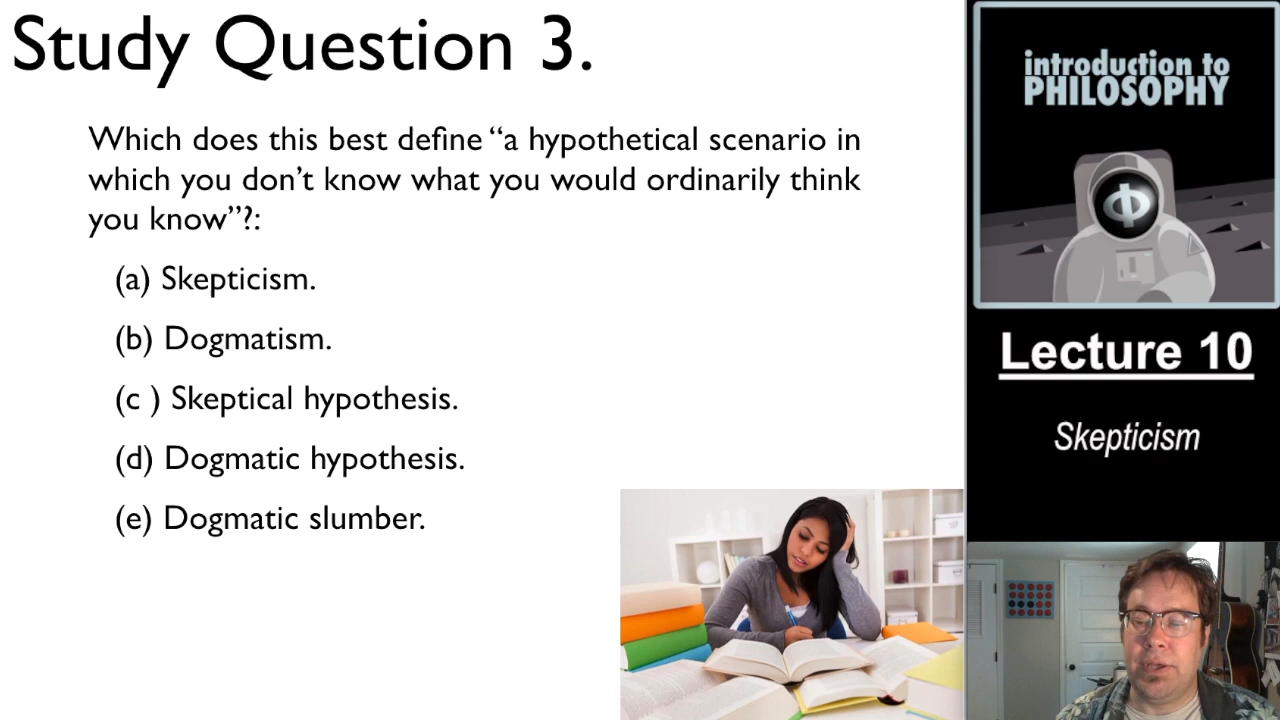 Study Question 3.
Which does this best define “a hypothetical scenario in
which you don’t know what you would ordinarily think
you know”?:
(a) Skepticism.
(b) Dogmatism.
(c ) Skeptical hypothesis.
(d) Dogmatic hypothesis.
(e) Dogmatic slumber.
introduction to
PHILOSOPHY
Φ
Lecture 10
Skepticism